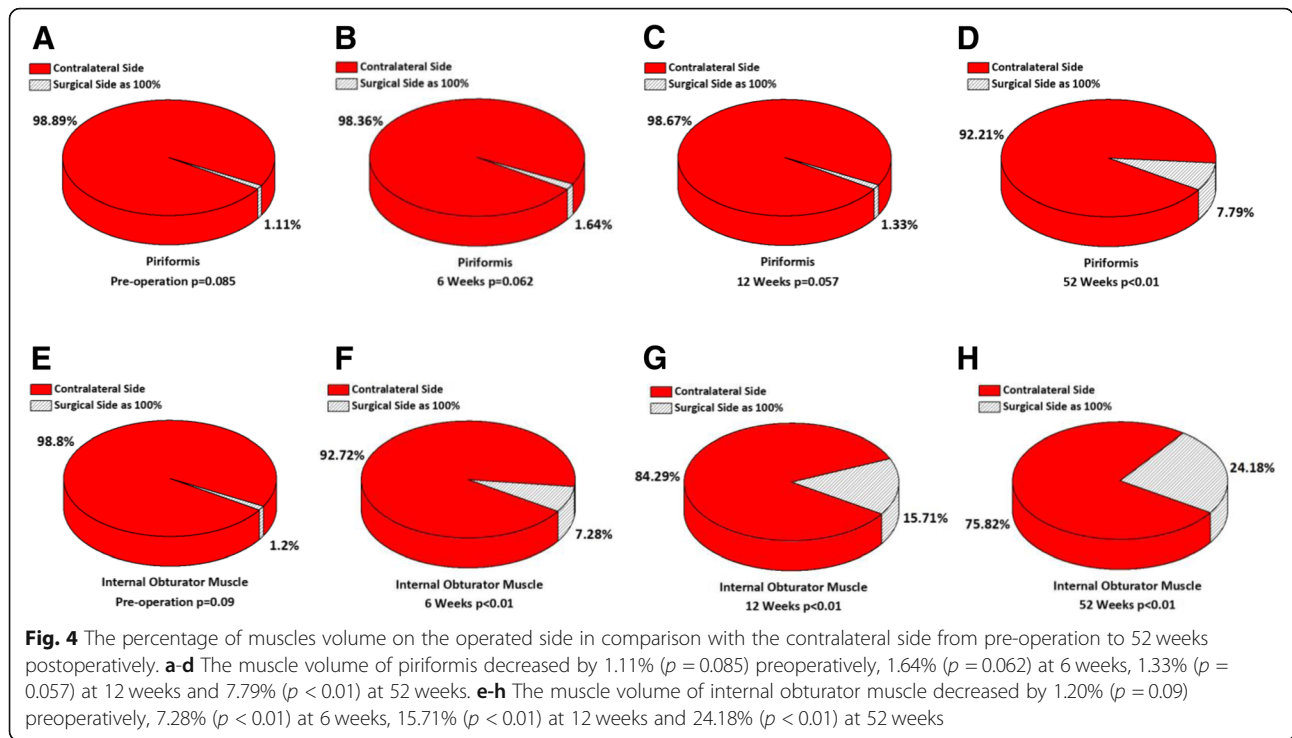 A
Contralateral Side
Surgical Side as 100%
98.89%
1.11%
Piriformis
Pre-operation p=0.085
B
Contralateral Side
Surgical Side as 100%
98.36%
1.64%
Piriformis
6 Weeks p=0.062
C
Contralateral Side
Surgical Side as 100%
98.67%
1.33%
Piriformis
12 Weeks p=0.057
D
Contralateral Side
Surgical Side as 100%
92.21%
7.79%
Piriformis
52 Weeks p<0.01
E
Contralateral Side
Surgical Side as 100%
98.8%
1.2%
Internal Obturator Muscle
Pre-operation p=0.09
F
Contralateral Side
Surgical Side as 100%
92.72%
7.28%
Internal Obturator Muscle
6 Weeks p<0.01
G
Contralateral Side
Surgical Side as 100%
84.29%
15.71%
Internal Obturator Muscle
12 Weeks p<0.01
H
Contralateral Side
Surgical Side as 100%
24.18%
75.82%
Internal Obturator Muscle
52 Weeks p<0.01
Fig. 4 The percentage of muscles volume on the operated side in comparison with the contralateral side from pre-operation to 52 weeks
postoperatively. a-d The muscle volume of piriformis decreased by 1.11% (p = 0.085) preoperatively, 1.64% (p = 0.062) at 6 weeks, 1.33% (p =
0.057) at 12 weeks and 7.79% (p < 0.01) at 52 weeks. e-h The muscle volume of internal obturator muscle decreased by 1.20% (p = 0.09)
preoperatively, 7.28% (p < 0.01) at 6 weeks, 15.71% (p < 0.01) at 12 weeks and 24.18% (p < 0.01) at 52 weeks